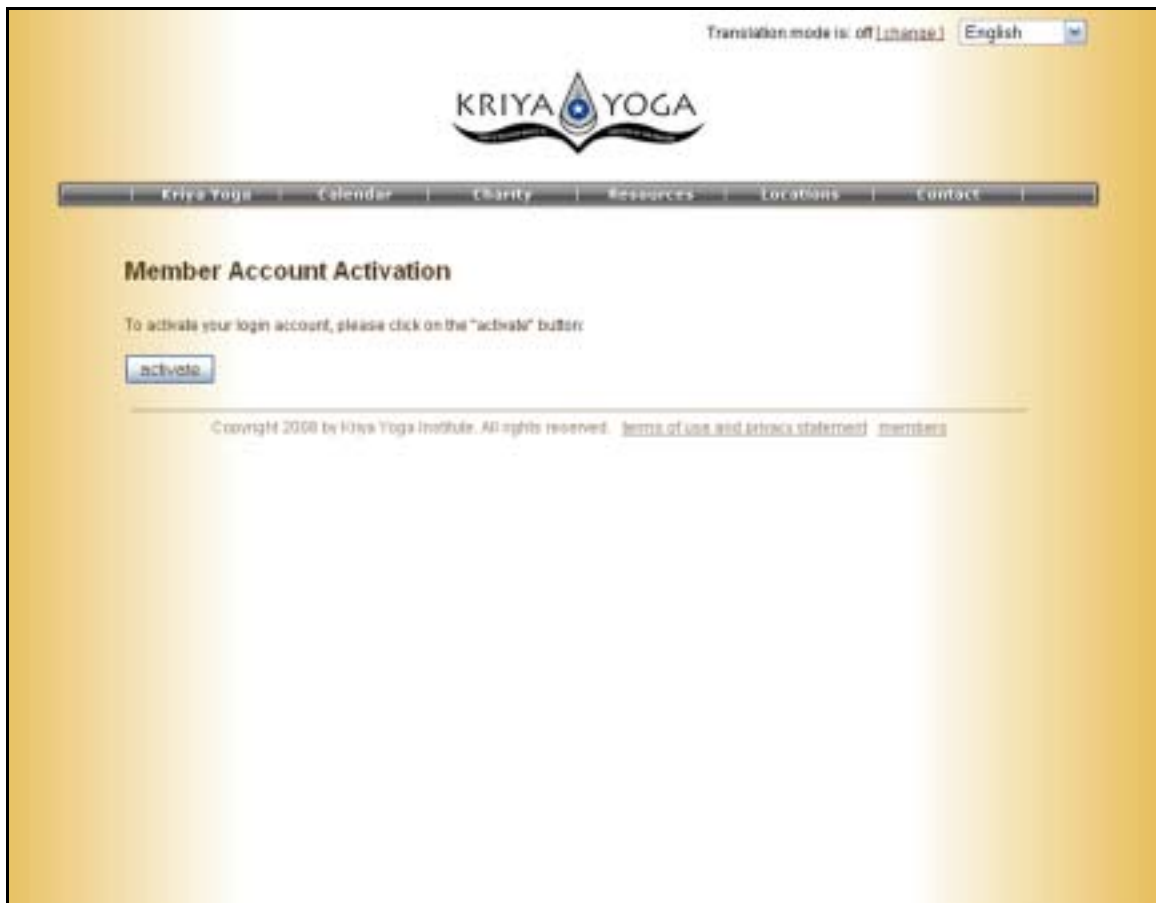 Translation mode is: off [change] English
KRIYA YOGA
Kriya Yoga | Calendar | Charity | Resources | Locations | Contact |
Member Account Activation
To activate your login account, please click on the "activate" button:
activate
Copyright 2008 by Kriya Yoga Institute. All rights reserved. terms of use and privacy statement members